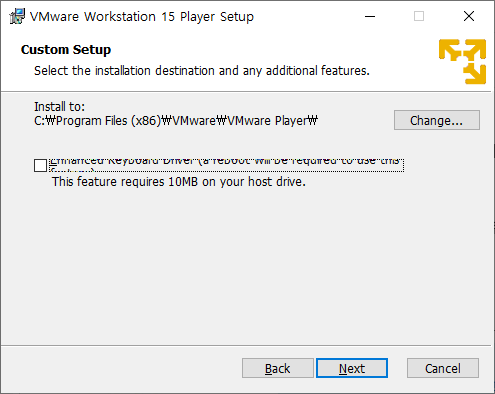 VMware Workstation 15 Player Setup
Custom Setup
Select the installation destination and any additional features.
Install to:
C:₩Program Files (x86)₩VMware₩VMware Player₩
Change...
Enhanced Keyboard Driver (a reboot will be required to use this
feature)
This feature requires 10MB on your host drive.
Back
Next
Cancel